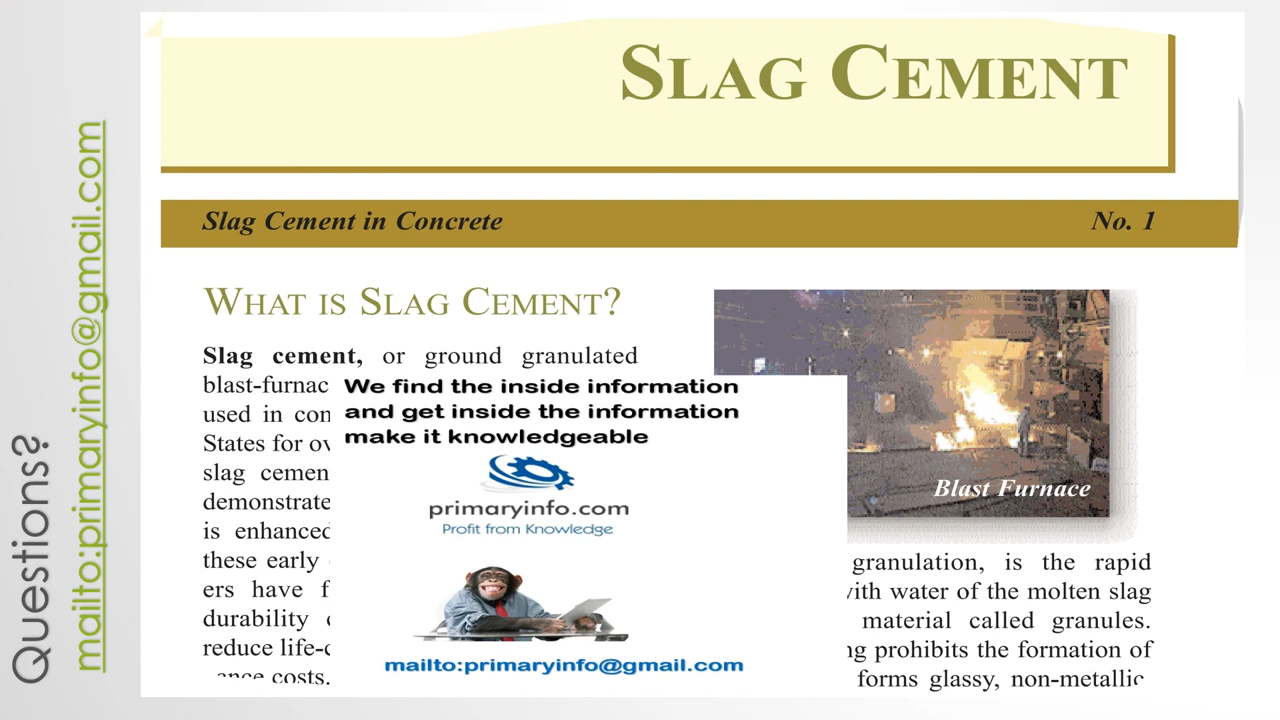 Questions?
mailto:primaryinfo@gmail.com
SLAG CEMENT
Slag Cement in Concrete No. 1
WHAT IS SLAG CEMENT?
Slag cement, or ground granulated
blast-furnac
used in con
States for ov
slag cemen
demonstrate
is enhanced
these early
ers have f
durability
reduce life-c
ance costs.
We find the inside information
and get inside the information
make it knowledgeable
primaryinfo.com
Profit from Knowledge
mailto:primaryinfo@gmail.com
Blast Furnace
granulation, is the rapid
with water of the molten slag
material called granules.
ng prohibits the formation of
forms glassy, non-metallic